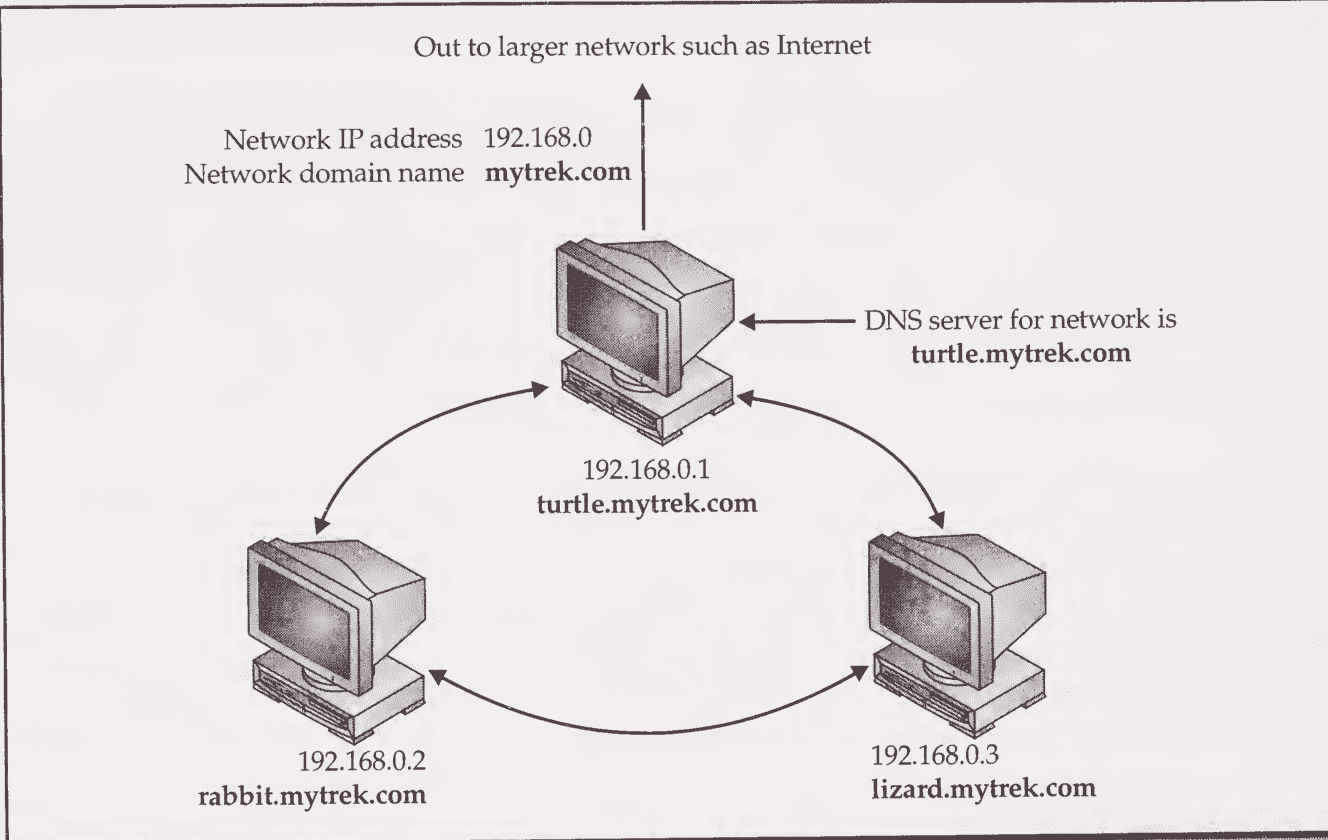 Out to larger network such as Internet
Network IP address 192.168.0
Network domain name mytrek.com
DNS server for network is
turtle.mytrek.com
192.168.0.1
turtle.mytrek.com
192.168.0.2
rabbit.mytrek.com
192.168.0.3
lizard.mytrek.com